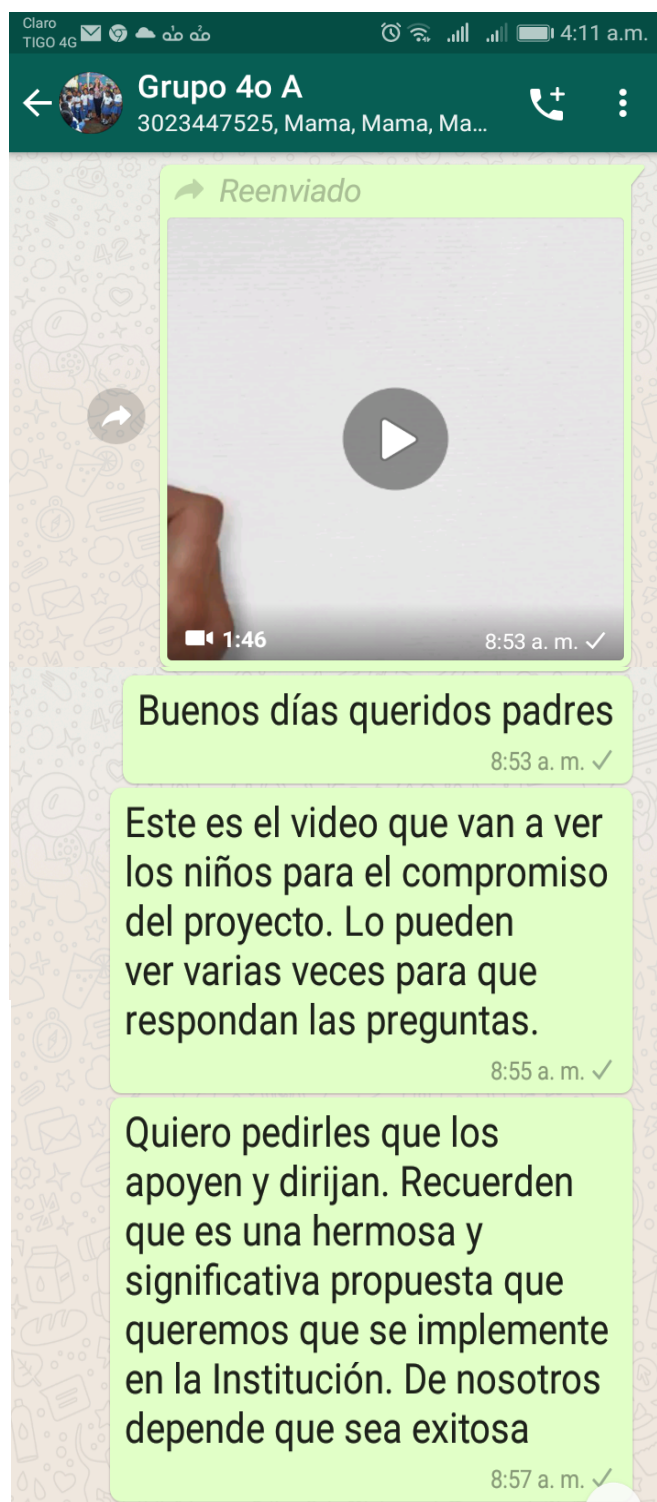 Claro
TIGO 4G
4:11 a.m.
Grupo 4o A
3023447525, Mama, Mama, Ma...
Reenviado
1:46
8:53 a. m.
Buenos días queridos padres
8:53 a. m.
Este es el video que van a ver
los niños para el compromiso
del proyecto. Lo pueden
ver varias veces para que
respondan las preguntas.
8:55 a. m.
Quiero pedirles que los
apoyen y dirijan. Recuerden
que es una hermosa y
significativa propuesta que
queremos que se implemente
en la Institución. De nosotros
depende que sea exitosa
8:57 a. m.